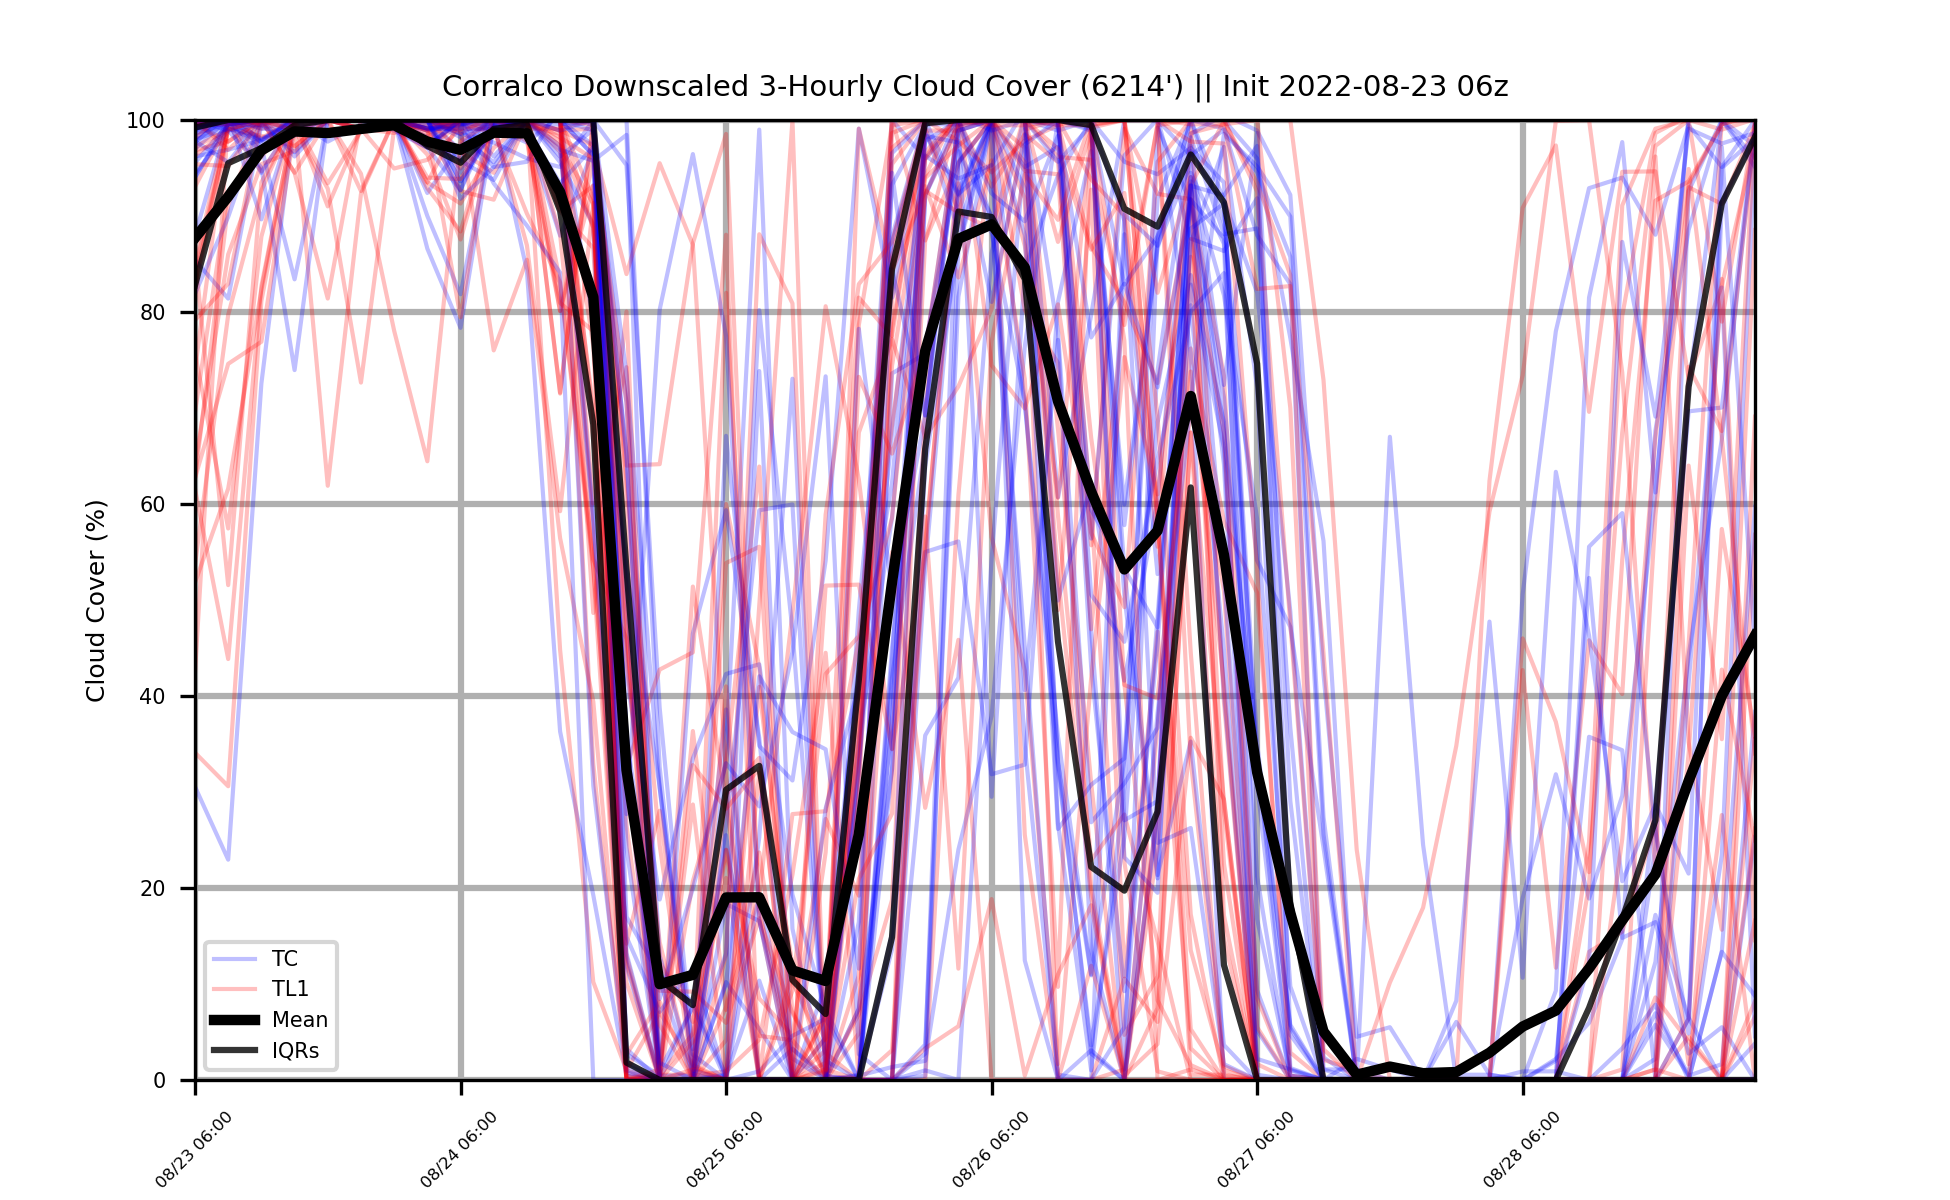 Corralco Downscaled 3-Hourly Cloud Cover (6214') || Init 2022-08-23 06z
Cloud Cover (%)
100
80
60
40
20
0
TC
TL1
Mean
IQRs
08/23 06:00
08/24 06:00
08/25 06:00
08/26 06:00
08/27 06:00
08/28 06:00